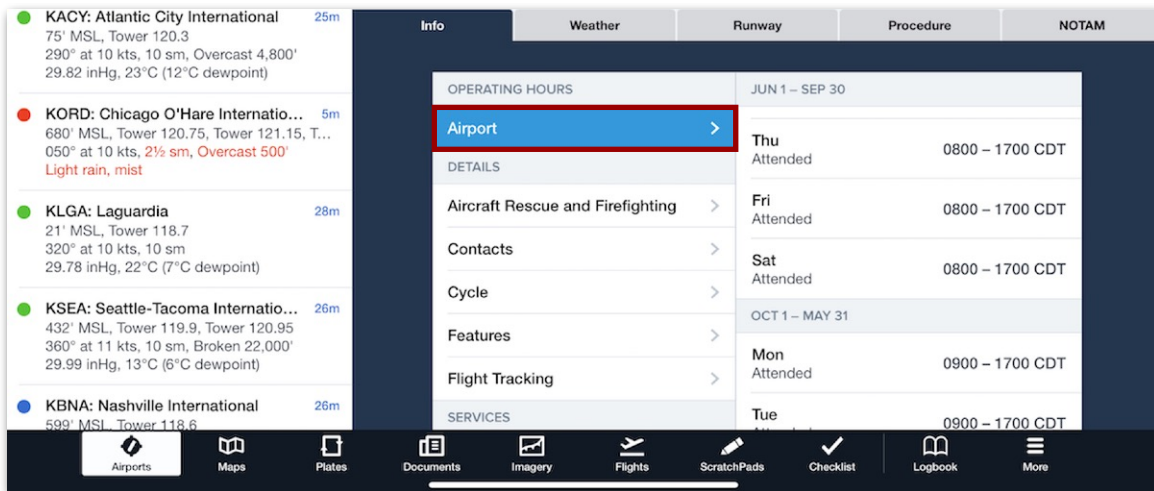 KACY: Atlantic City International 25m
75' MSL, Tower 120.3
290° at 10 kts, 10 sm, Overcast 4,800'
29.82 inHg, 23°C (12°C dewpoint)
KORD: Chicago O'Hare Internatio... 5m
680' MSL, Tower 120.75, Tower 121.15, T...
050° at 10 kts, 2½ sm, Overcast 500'
Light rain, mist
KLGA: Laguardia 28m
21' MSL, Tower 118.7
320° at 10 kts, 10 sm
29.78 inHg, 22°C (7°C dewpoint)
KSEA: Seattle-Tacoma Internatio... 26m
432' MSL, Tower 119.9, Tower 120.95
360° at 11 kts, 10 sm, Broken 22,000'
29.99 inHg, 13°C (6°C dewpoint)
KBNA: Nashville International 26m
599' MSL, Tower 118.6
Info Weather Runway Procedure NOTAM
OPERATING HOURS
Airport
DETAILS
Aircraft Rescue and Firefighting
Contacts
Cycle
Features
Flight Tracking
SERVICES
JUN 1 – SEP 30
Thu
Attended 0800 – 1700 CDT
Fri
Attended 0800 – 1700 CDT
Sat
Attended 0800 – 1700 CDT
OCT 1 – MAY 31
Mon
Attended 0900 – 1700 CDT
Tue
0900 – 1700 CDT
Airports Maps Plates Documents Imagery Flights ScratchPads Checklist Logbook More